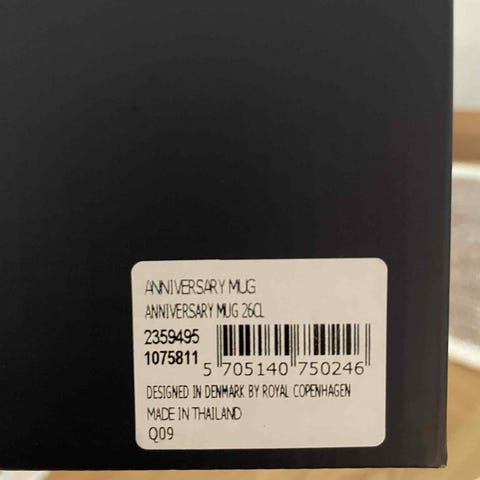 ANNIVERSARY MUG
ANNIVERSARY MUG 26CL
2359495
1075811
5 705140 750246
DESIGNED IN DENMARK BY ROYAL COPENHAGEN
MADE IN THAILAND
Q09